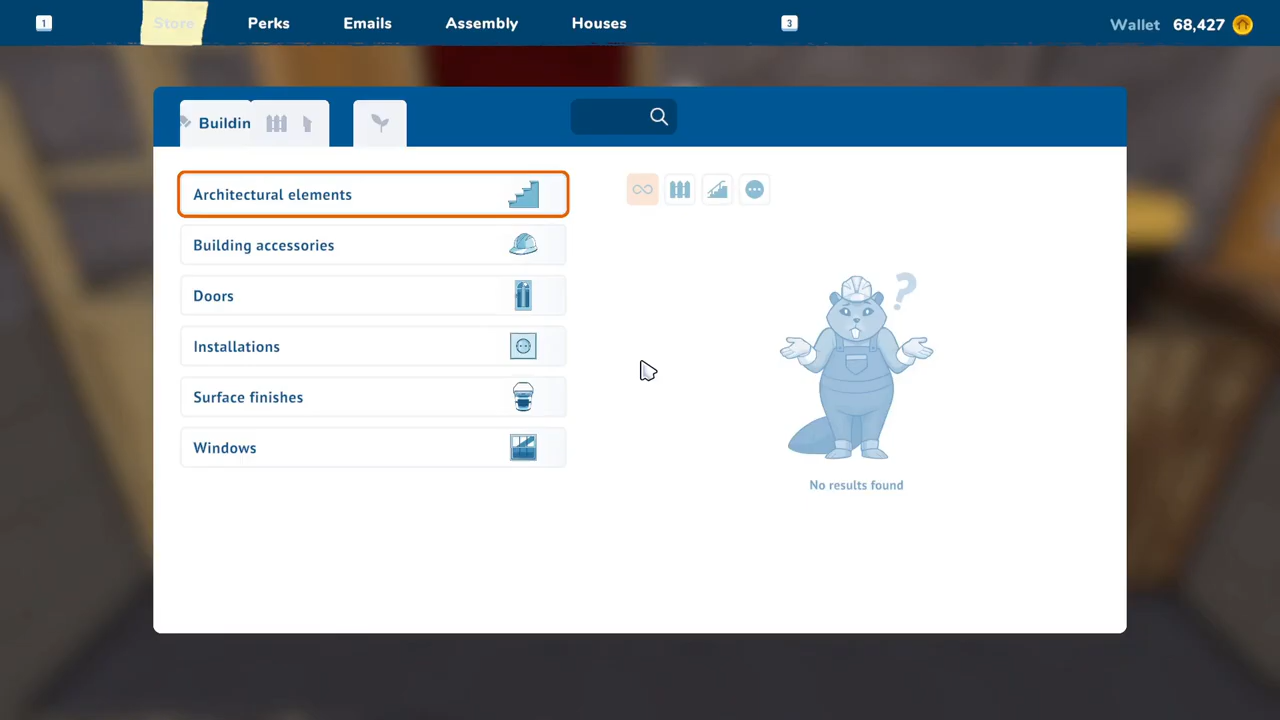 1
Store
Perks
Emails
Assembly
Houses
3
Wallet 68,427
Buildin
Architectural elements
Building accessories
Doors
Installations
Surface finishes
Windows
?
No results found